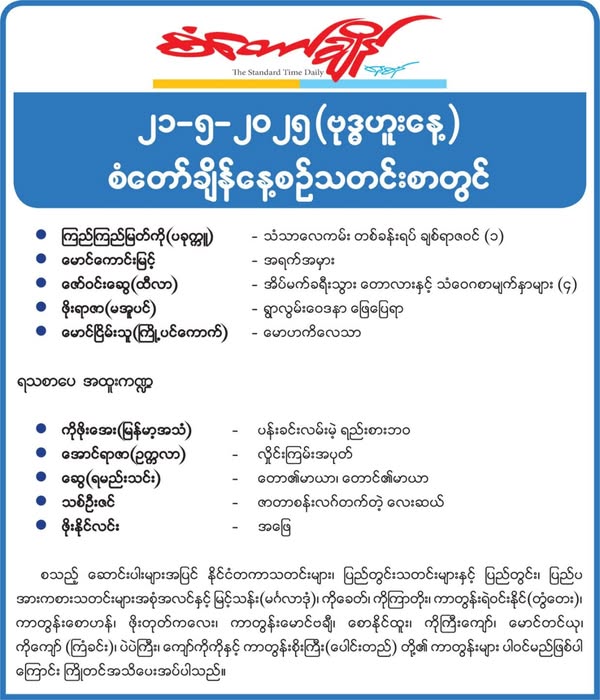 စံတော်ချိန်
နေ့စဉ်
The Standard Time Daily
၂၁-၅-၂၀၂၅ (ဗုဒ္ဓဟူးနေ့)
စံတော်ချိန်နေ့စဉ်သတင်းစာတွင်
ကြည်ကြည်မြတ်ကို(ပခုက္ကူ) - သံသာလေကမ်း တစ်ခန်းရပ် ချစ်ရာဇဝင် (၁)
မောင်ကောင်းမြင့် - အရက်အမှား
ဇော်ဝင်းဆွေ(ထီလာ) - အိပ်မက်ခရီးသွား တောလားနှင့် သံဝေဂစာမျက်နှာများ (၄)
ဖိုးရာဇာ(မအူပင်) - ရွာလွမ်းဝေဒနာ ဖြေပြေရာ
မောင်ငြိမ်းသူ(ကြို့ပင်ကောက်) - မောဟကိလေသာ
ရသစာပေ အထူးကဏ္ဍ
ကိုဖိုးအေး(မြန်မာ့အသံ) - ပန်းခင်းလမ်းမဲ့ ရည်းစားဘဝ
အောင်ရာဇာ(ဥက္ကလာ) - လှိုင်းကြမ်းအပုတ်
ဆွေ(ရမည်းသင်း) - တော၏မာယာ၊ တောင်၏မာယာ
သစ်ဦးဇင် - ဇာတာစန်းလဂ်တက်တဲ့ လေးဆယ်
ဖိုးနိုင်လင်း - အဖြေ
စသည့် ဆောင်းပါးများအပြင် နိုင်ငံတကာသတင်းများ၊ ပြည်တွင်းသတင်းများနှင့် ပြည်တွင်း၊ ပြည်ပ
အားကစားသတင်းများအစုံအလင်နှင့် မြင့်သန်း(မင်္ဂလာဒုံ)၊ ကိုခေတ်၊ ကိုကြာတိုး၊ ကာတွန်းရဲဝင်းနိုင်(တွံတေး)၊
ကာတွန်းစောဟန်၊ ဖိုးတုတ်ကလေး၊ ကာတွန်းမောင်ဗချီ၊ စောနိုင်ထူး၊ ကိုကြီးကျော်၊ မောင်တင်ယု၊
ကိုကျော် (ကြံခင်း)၊ ပဲပဲကြီး၊ ကျော်ကိုကိုနှင့် ကာတွန်းစိုးကြီး(ပေါင်းတည်) တို့၏ ကာတွန်းများ ပါဝင်မည်ဖြစ်ပါ
ကြောင်း ကြိုတင်အသိပေးအပ်ပါသည်။